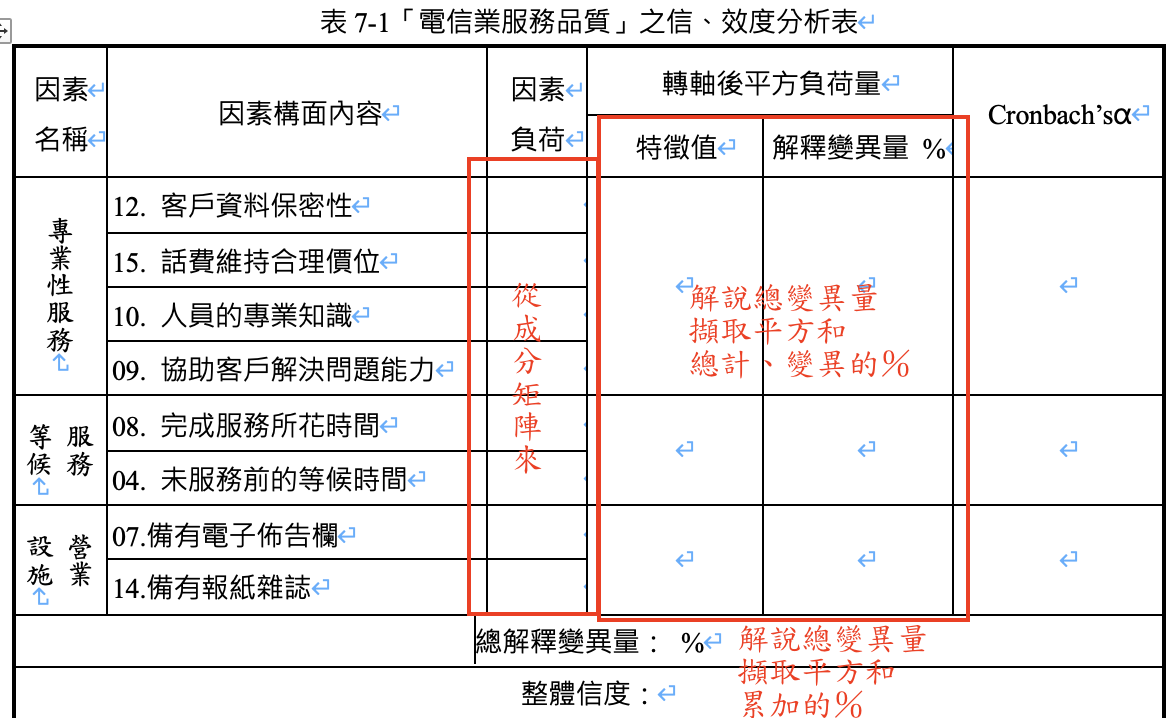 表 7-1「電信業服務品質」之信、效度分析表
因素名稱
因素構面內容
因素負荷
轉軸後平方負荷量
特徵值
解釋變異量 %
Cronbach'sα
專業性服務
12. 客戶資料保密性
15. 話費維持合理價位
10. 人員的專業知識
09. 協助客戶解決問題能力
從成分矩陣來
解說總變異量
擷取平方和
總計、變異的%
服務等候
08. 完成服務所花時間
04. 未服務前的等候時間
營業設施
07.備有電子佈告欄
14.備有報紙雜誌
總解釋變異量： %
解說總變異量
擷取平方和
累加的%
整體信度：